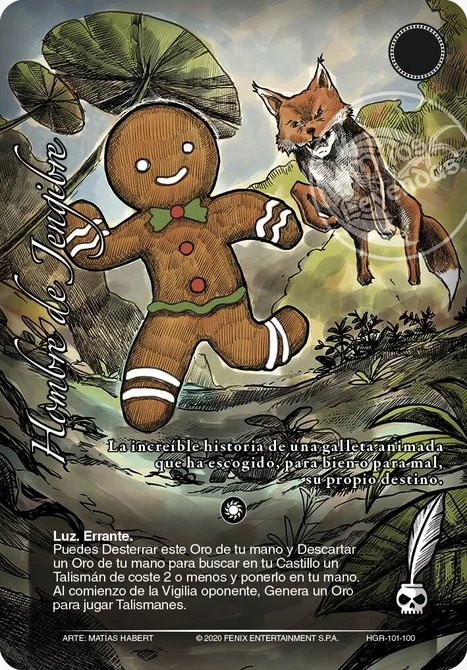 Hombre de Jengibre
La increíble historia de una galleta animada
que ha escogido, para bien o para mal,
su propio destino.
Luz. Errante.
Puedes Desterrar este Oro de tu mano y Descartar
un Oro de tu mano para buscar en tu Castillo un
Talismán de coste 2 o menos y ponerlo en tu mano.
Al comienzo de la Vigilia oponente, Genera un Oro
para jugar Talismanes.
ARTE: MATÍAS HABERT © 2020 FENIX ENTERTAINMENT S.P.A. HGR-101-100